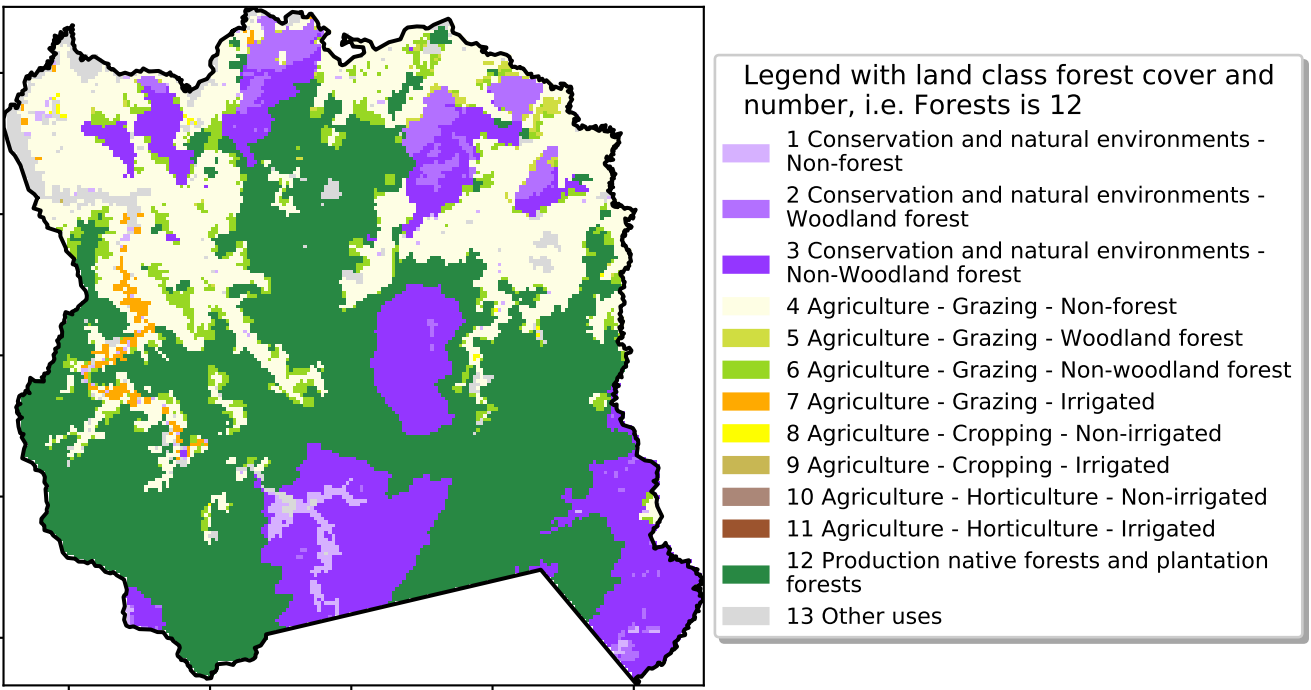 Legend with land class forest cover and
number, i.e. Forests is 12
1 Conservation and natural environments -
Non-forest
2 Conservation and natural environments -
Woodland forest
3 Conservation and natural environments -
Non-Woodland forest
4 Agriculture - Grazing - Non-forest
5 Agriculture - Grazing - Woodland forest
6 Agriculture - Grazing - Non-woodland forest
7 Agriculture - Grazing - Irrigated
8 Agriculture - Cropping - Non-irrigated
9 Agriculture - Cropping - Irrigated
10 Agriculture - Horticulture - Non-irrigated
11 Agriculture - Horticulture - Irrigated
12 Production native forests and plantation
forests
13 Other uses